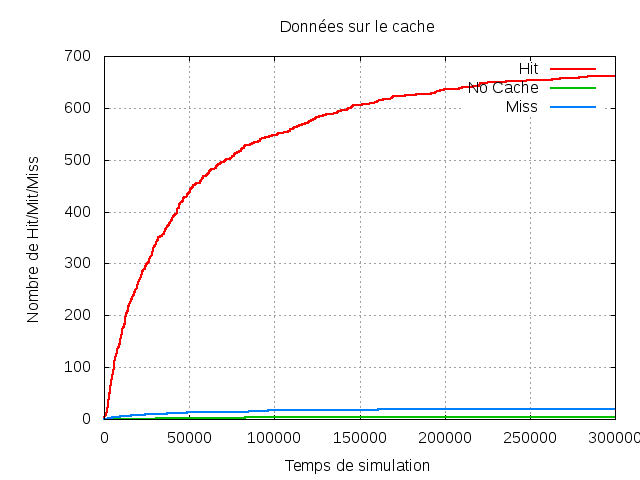 Données sur le cache
Nombre de Hit/Mit/Miss
700
600
500
400
300
200
100
0
Hit
No Cache
Miss
0 50000 100000 150000 200000 250000 300000
Temps de simulation